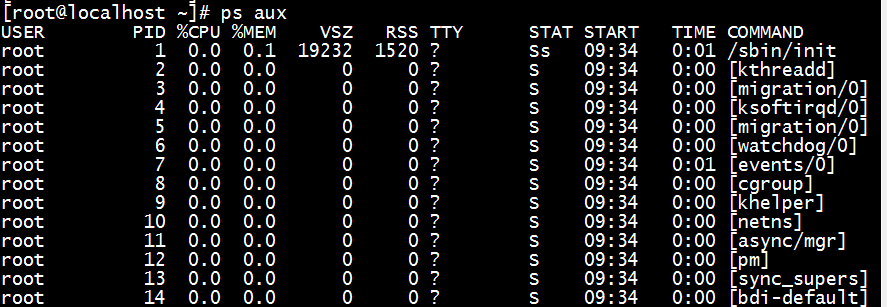 [root@localhost ~]# ps aux
USER       PID %CPU %MEM    VSZ   RSS TTY      STAT START   TIME COMMAND
root         1  0.0  0.1  19232  1520 ?        Ss   09:34   0:01 /sbin/init
root         2  0.0  0.0      0     0 ?        S    09:34   0:00 [kthreadd]
root         3  0.0  0.0      0     0 ?        S    09:34   0:00 [migration/0]
root         4  0.0  0.0      0     0 ?        S    09:34   0:00 [ksoftirqd/0]
root         5  0.0  0.0      0     0 ?        S    09:34   0:00 [migration/0]
root         6  0.0  0.0      0     0 ?        S    09:34   0:00 [watchdog/0]
root         7  0.0  0.0      0     0 ?        S    09:34   0:01 [events/0]
root         8  0.0  0.0      0     0 ?        S    09:34   0:00 [cgroup]
root         9  0.0  0.0      0     0 ?        S    09:34   0:00 [khelper]
root        10  0.0  0.0      0     0 ?        S    09:34   0:00 [netns]
root        11  0.0  0.0      0     0 ?        S    09:34   0:00 [async/mgr]
root        12  0.0  0.0      0     0 ?        S    09:34   0:00 [pm]
root        13  0.0  0.0      0     0 ?        S    09:34   0:00 [sync_supers]
root        14  0.0  0.0      0     0 ?        S    09:34   0:00 [bdi-default]